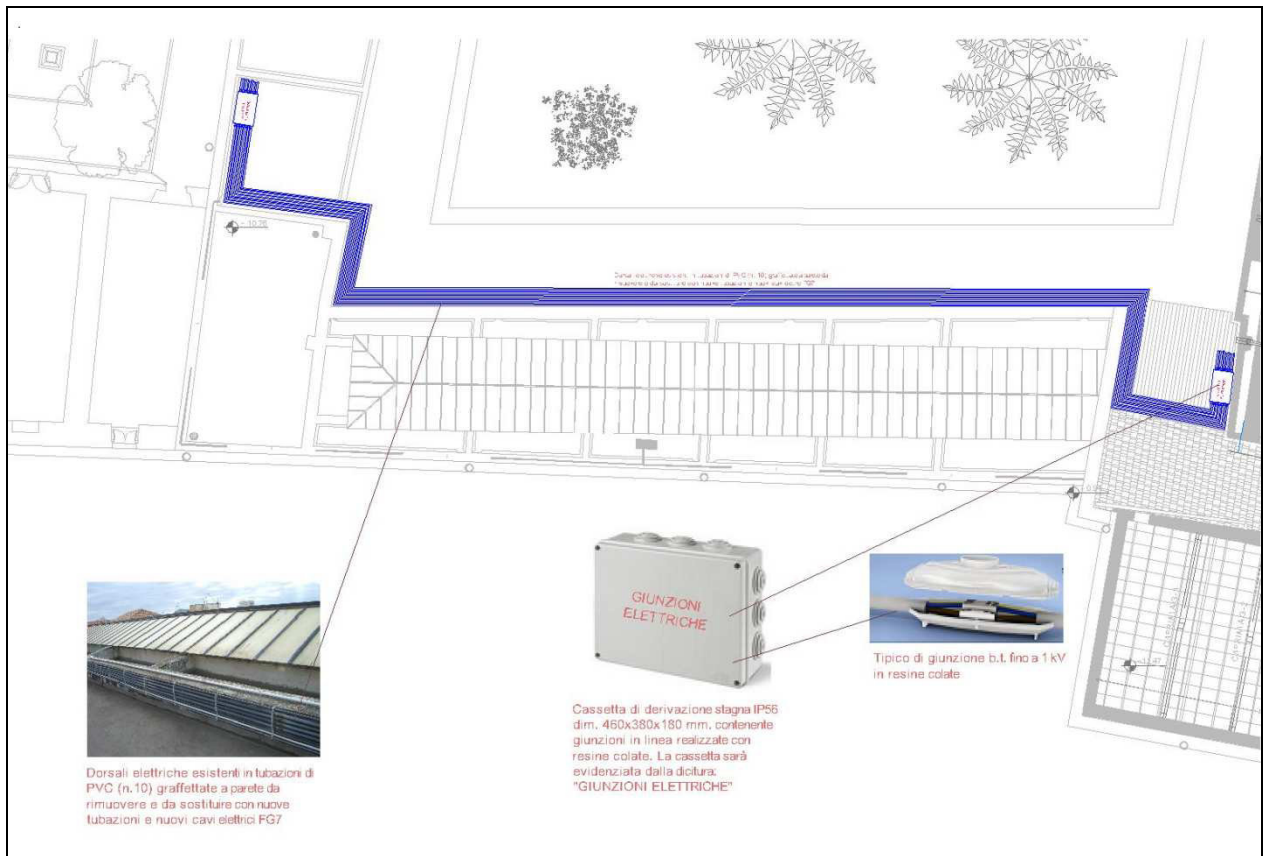 - 10.26
GIUNZIONI
ELETTRICHE
Tipico di giunzione b.t. fino a 1 kV
in resine colate
Cassetta di derivazione stagna IP56
dim. 460x380x180 mm. contenente
giunzioni in linea realizzate con
resine colate. La cassetta sarà
evidenziata dalla dicitura:
"GIUNZIONI ELETTRICHE"
Dorsali elettriche esistenti in tubazioni di
PVC (n.10) graffettate a parete da
rimuovere e da sostituire con nuove
tubazioni e nuovi cavi elettrici FG7